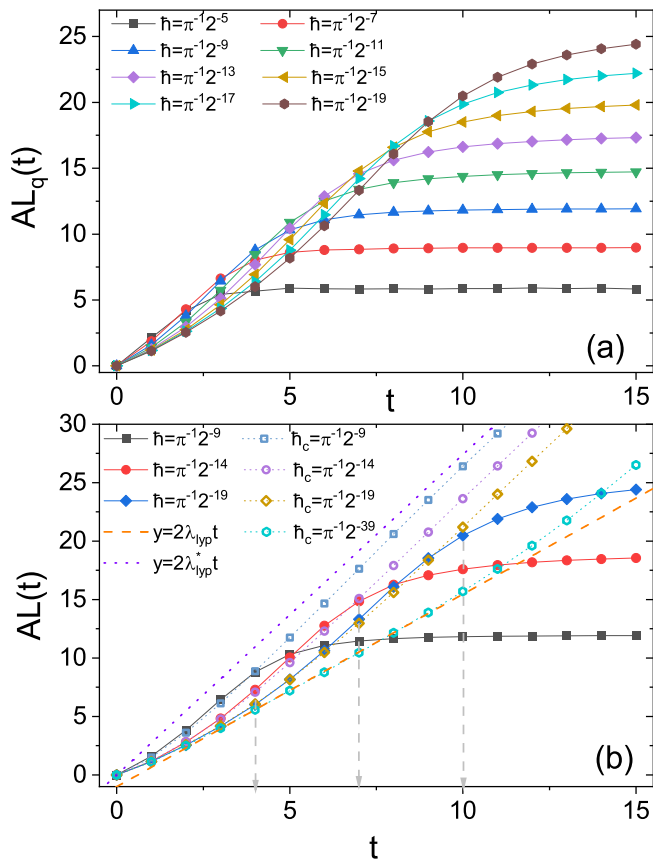 25
20
15
10
5
0
AL_q(t)
ħ=π⁻¹2⁻⁵ ħ=π⁻¹2⁻⁷
ħ=π⁻¹2⁻⁹ ħ=π⁻¹2⁻¹¹
ħ=π⁻¹2⁻¹³ ħ=π⁻¹2⁻¹⁵
ħ=π⁻¹2⁻¹⁷ ħ=π⁻¹2⁻¹⁹
(a)
0 5 10 15
t
30
25
20
15
10
5
0
AL(t)
ħ=π⁻¹2⁻⁹ ħ_c=π⁻¹2⁻⁹
ħ=π⁻¹2⁻¹⁴ ħ_c=π⁻¹2⁻¹⁴
ħ=π⁻¹2⁻¹⁹ ħ_c=π⁻¹2⁻¹⁹
y=2λ_lyp t ħ_c=π⁻¹2⁻³⁹
y=2λ*_lyp t
(b)
0 5 10 15
t